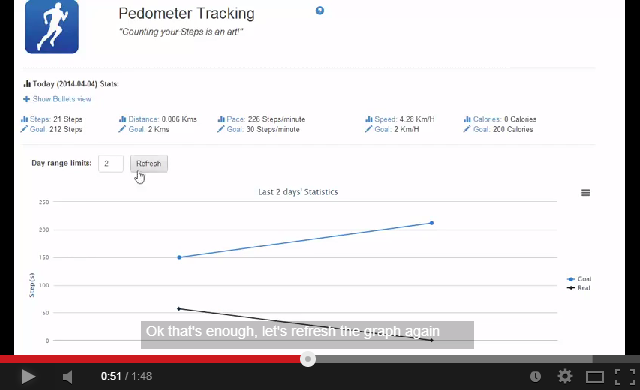 Pedometer Tracking
"Counting your Steps is an art!"
Today (2014-04-04) Stats:
Show Bullets view
Steps: 21 Steps
Goal: 212 Steps
Distance: 0.006 Kms
Goal: 2 Kms
Pace: 226 Steps/minute
Goal: 30 Steps/minute
Speed: 4.26 Km/H
Goal: 2 Km/H
Calories: 0 Calories
Goal: 200 Calories
Day range limits: 2 Refresh
Last 2 days' Statistics
Step(s)
250
200
150
100
50
0
Goal
Real
Ok that's enough, let's refresh the graph again
0:51 / 1:48